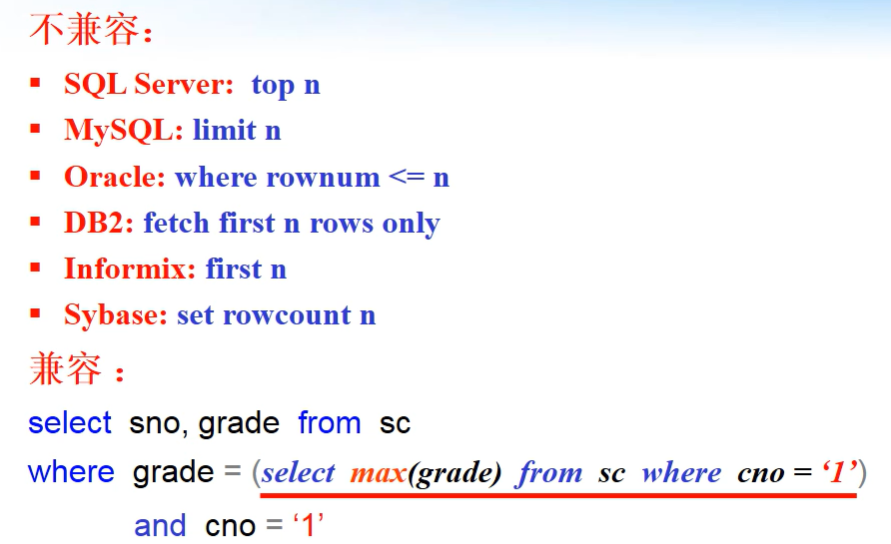 不兼容：
▪ SQL Server: top n
▪ MySQL: limit n
▪ Oracle: where rownum <= n
▪ DB2: fetch first n rows only
▪ Informix: first n
▪ Sybase: set rowcount n
兼容：
select sno, grade from sc
where grade = (select max(grade) from sc where cno = ‘1’)
and cno = ‘1’